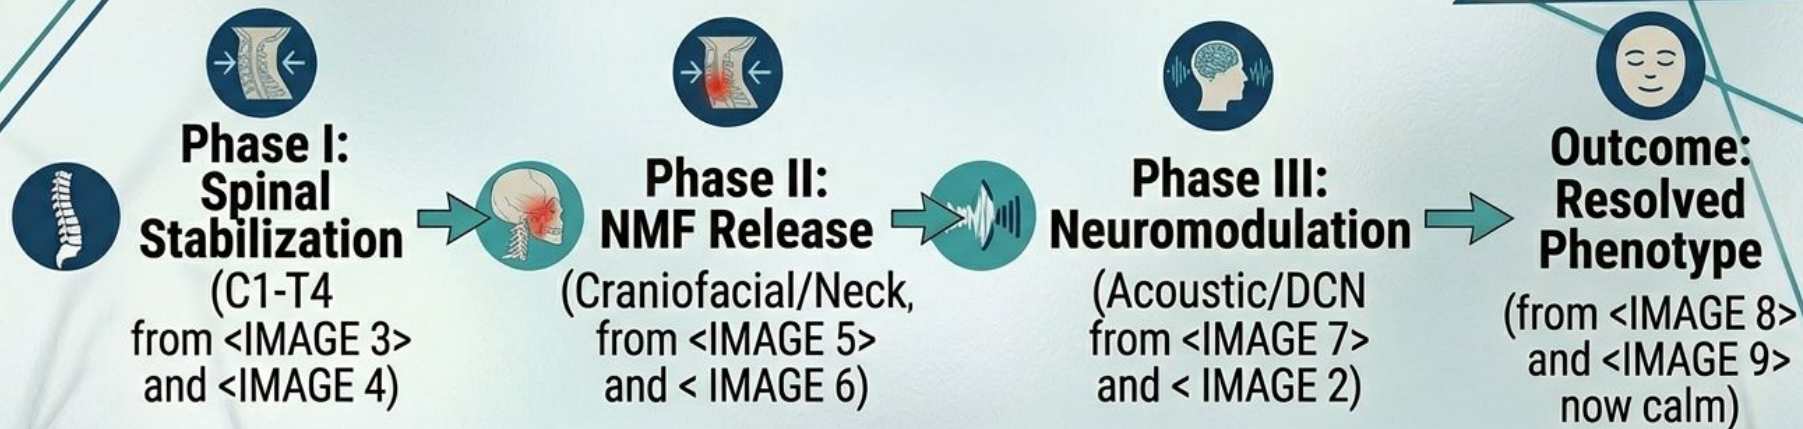 Phase I:
Spinal
Stabilization
(C1-T4
from <IMAGE 3>
and <IMAGE 4)
Phase II:
NMF Release
(Craniofacial/Neck,
from <IMAGE 5>
and < IMAGE 6)
Phase III:
Neuromodulation
(Acoustic/DCN
from <IMAGE 7>
and < IMAGE 2)
Outcome:
Resolved
Phenotype
(from <IMAGE 8>
and <IMAGE 9>
now calm)